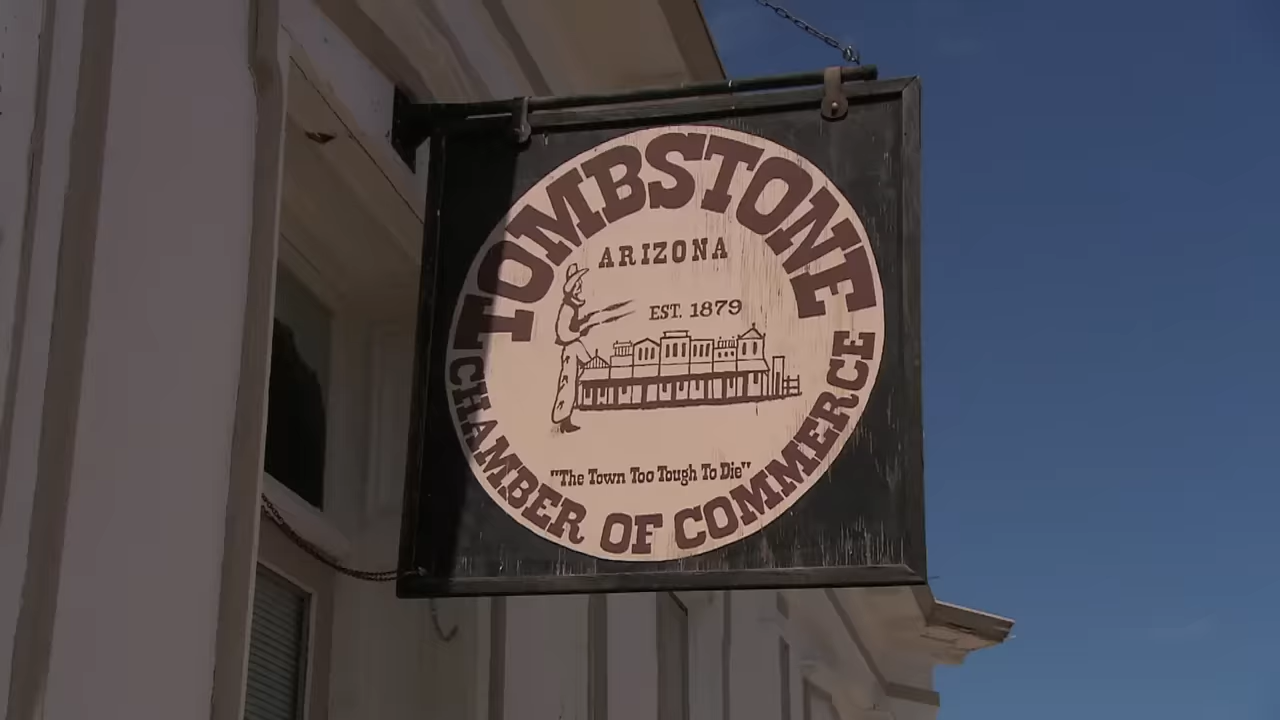 TOMBSTONE
ARIZONA
EST. 1879
"The Town Too Tough To Die"
CHAMBER OF COMMERCE